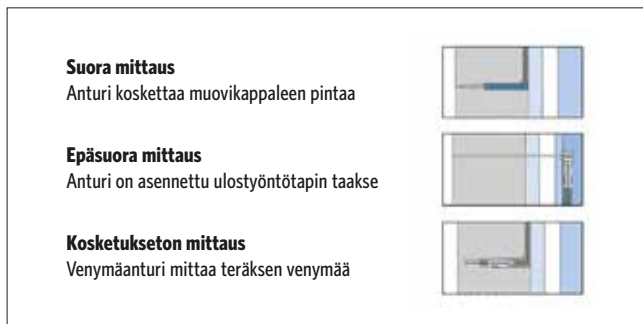 Suora mittaus
Anturi koskettaa muovikappaleen pintaa
Epäsuora mittaus
Anturi on asennettu ulostyöntötapin taakse
Kosketukseton mittaus
Venymäanturi mittaa teräksen venymää